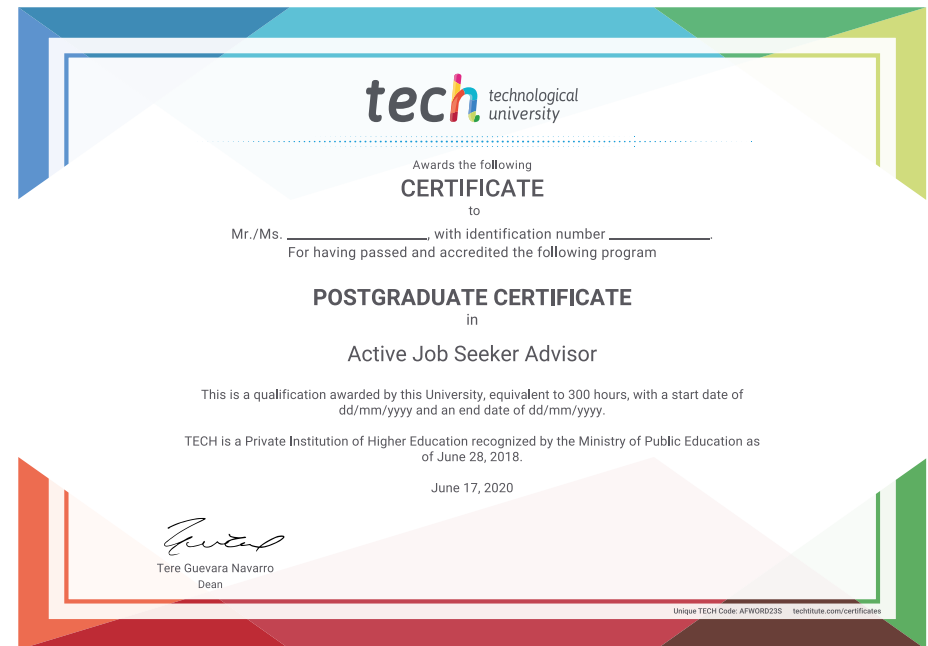 tech technological
university
Awards the following
CERTIFICATE
to
Mr./Ms. ____________________, with identification number ______________.
For having passed and accredited the following program
POSTGRADUATE CERTIFICATE
in
Active Job Seeker Advisor
This is a qualification awarded by this University, equivalent to 300 hours, with a start date of
dd/mm/yyyy and an end date of dd/mm/yyyy.
TECH is a Private Institution of Higher Education recognized by the Ministry of Public Education as
of June 28, 2018.
June 17, 2020
Tere Guevara Navarro
Dean
Unique TECH Code: AFWORD23S techtitute.com/certificates